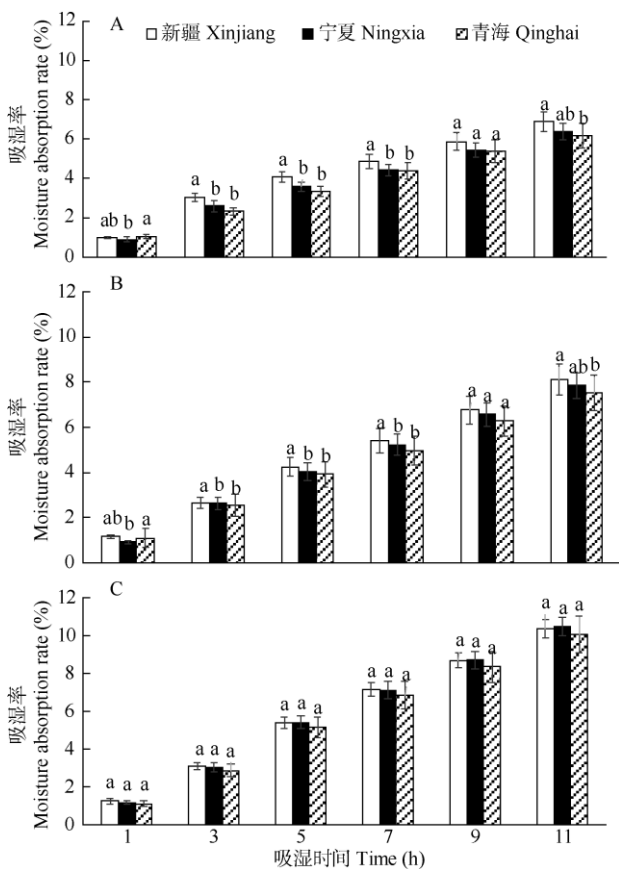 A
新疆 Xinjiang 宁夏 Ningxia 青海 Qinghai
吸湿率
Moisture absorption rate (%)
12
10
8
6
4
2
0
ab b a
a b b
a b b
a b b
a a a
a ab b
B
吸湿率
Moisture absorption rate (%)
12
10
8
6
4
2
0
ab b a
a b b
a b b
a b b
a a a
a ab b
C
吸湿率
Moisture absorption rate (%)
12
10
8
6
4
2
0
a a a
a a a
a a a
a a a
a a a
a a a
1 3 5 7 9 11
吸湿时间 Time (h)